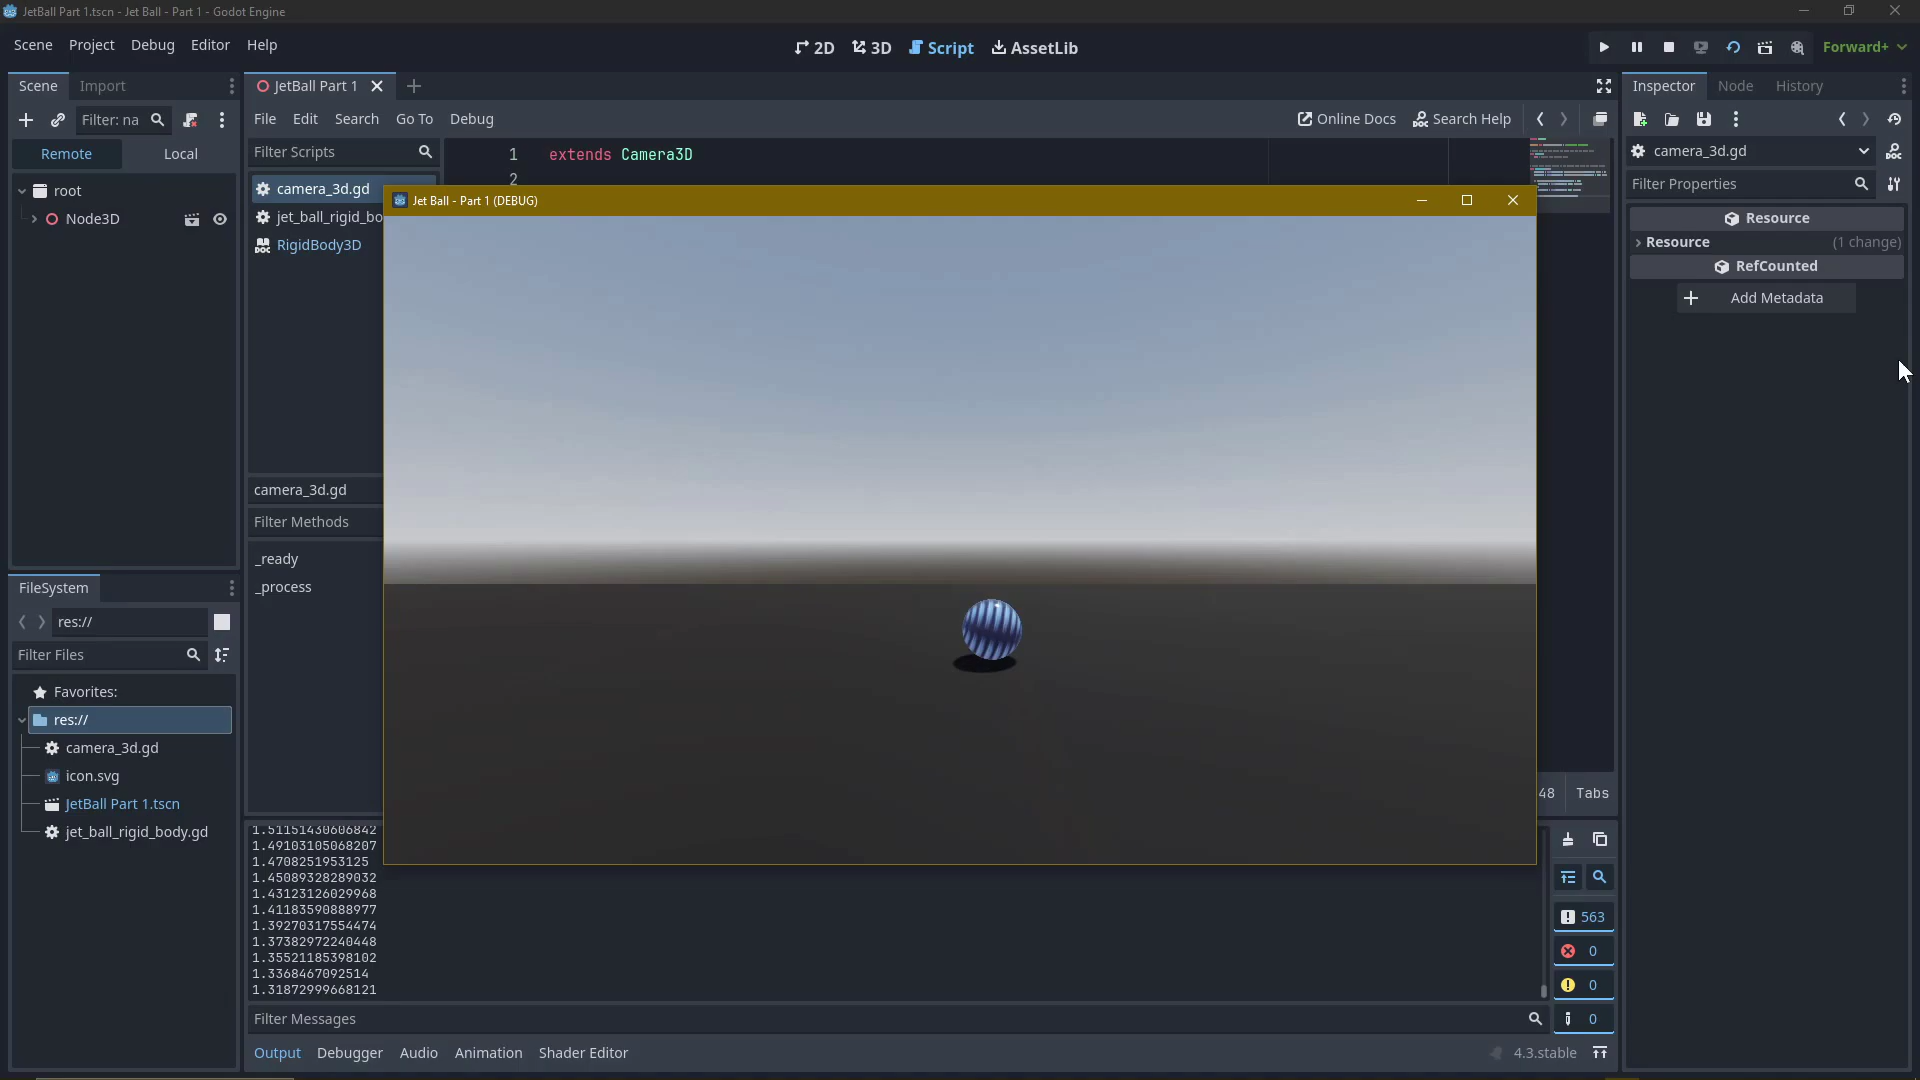 JetBall Part 1.tscn - Jet Ball - Part 1 - Godot Engine
Scene Project Debug Editor Help
2D 3D Script AssetLib
Forward+
Scene Import
JetBall Part 1
Inspector Node History
Filter: na
File Edit Search Go To Debug
Online Docs Search Help
Remote Local
Filter Scripts
1 extends Camera3D
2
camera_3d.gd
Filter Properties
root
Node3D
camera_3d.gd
jet_ball_rigid_bo
RigidBody3D
Jet Ball - Part 1 (DEBUG)
Resource
Resource (1 change)
RefCounted
Add Metadata
camera_3d.gd
Filter Methods
_ready
_process
FileSystem
res://
Filter Files
Favorites:
res://
camera_3d.gd
icon.svg
JetBall Part 1.tscn
jet_ball_rigid_body.gd
48 Tabs
1.51151430606842
1.49103105068207
1.4708251953125
1.45089328289032
1.43123126029968
1.41183590888977
1.39270317554474
1.37382972240448
1.35521185398102
1.3368467092514
1.31872999668121
563
0
0
0
Filter Messages
Output Debugger Audio Animation Shader Editor
4.3.stable